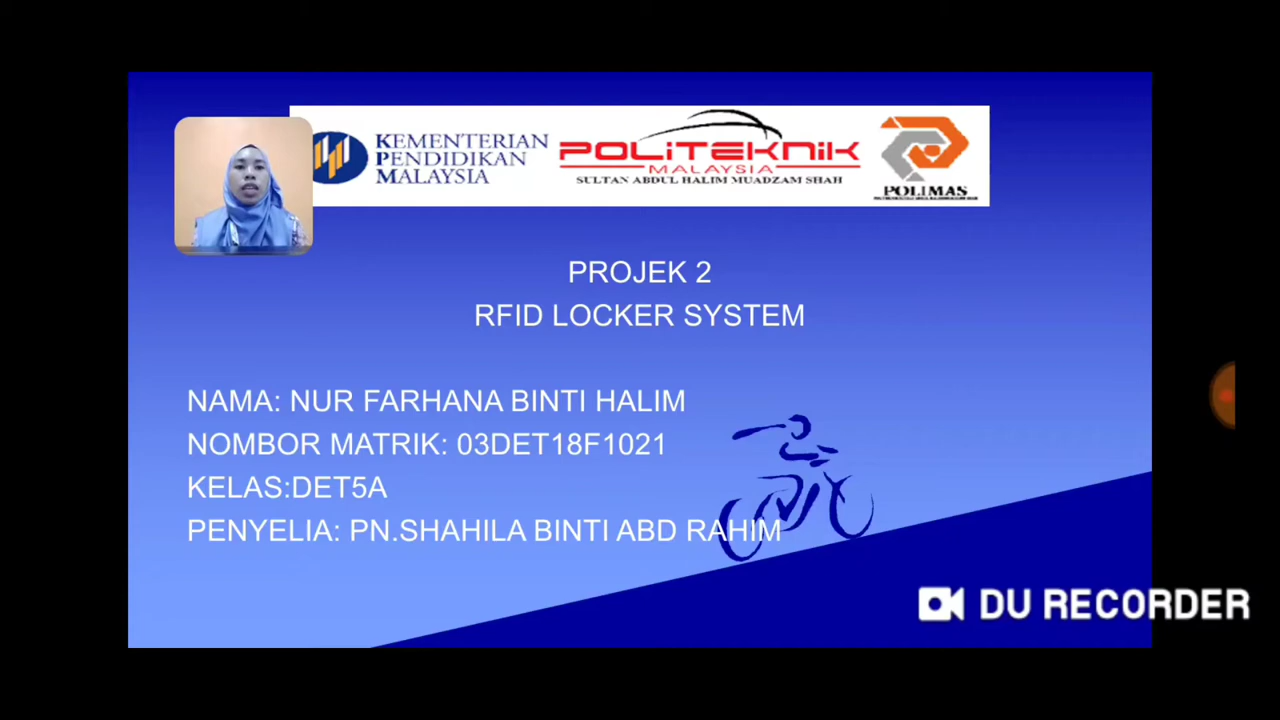 KEMENTERIAN
PENDIDIKAN
MALAYSIA
POLITEKNIK
MALAYSIA
SULTAN ABDUL HALIM MUADZAM SHAH
POLIMAS
PROJEK 2
RFID LOCKER SYSTEM
NAMA: NUR FARHANA BINTI HALIM
NOMBOR MATRIK: 03DET18F1021
KELAS:DET5A
PENYELIA: PN.SHAHILA BINTI ABD RAHIM
DU RECORDER